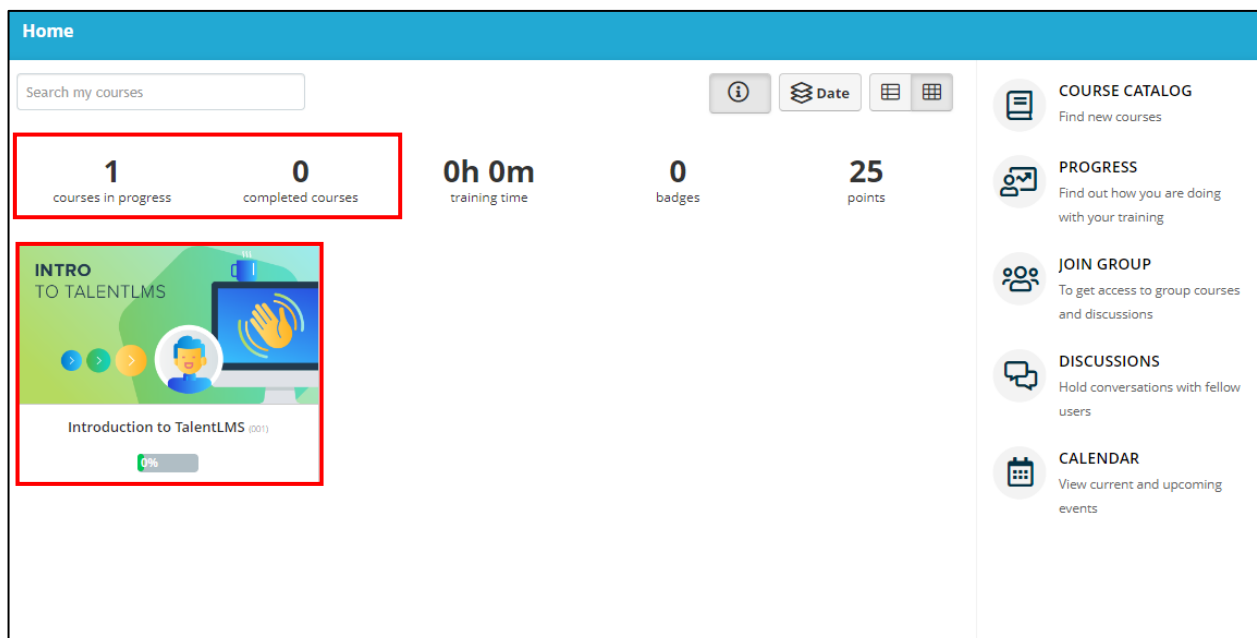 Home
Search my courses
Date
1
courses in progress
0
completed courses
0h 0m
training time
0
badges
25
points
INTRO
TO TALENTLMS
Introduction to TalentLMS (001)
0%
COURSE CATALOG
Find new courses
PROGRESS
Find out how you are doing
with your training
JOIN GROUP
To get access to group courses
and discussions
DISCUSSIONS
Hold conversations with fellow
users
CALENDAR
View current and upcoming
events